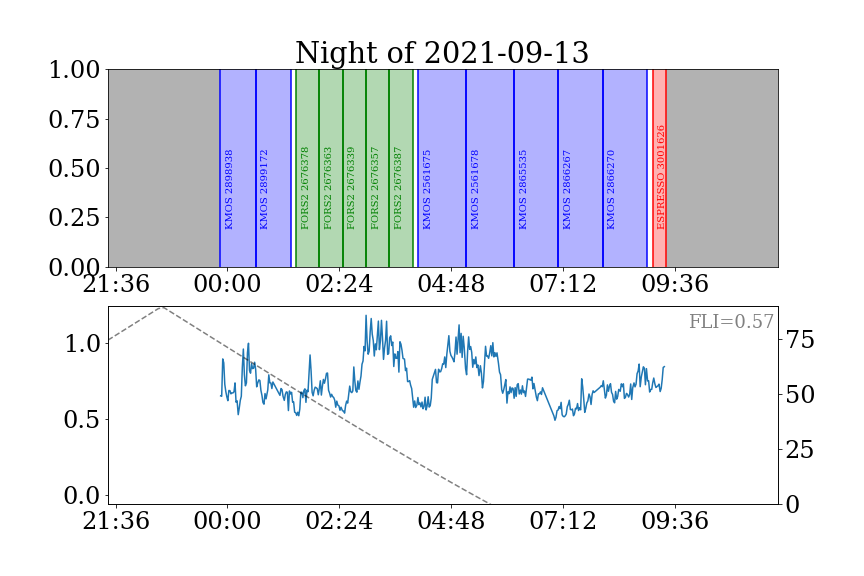 Night of 2021-09-13
1.00
0.75
0.50
0.25
0.00
KMOS 2898938
KMOS 2899172
FORS2 2676378
FORS2 2676363
FORS2 2676339
FORS2 2676357
FORS2 2676387
KMOS 2561675
KMOS 2561678
KMOS 2865535
KMOS 2866267
KMOS 2866270
ESPRESSO 3001626
21:36 00:00 02:24 04:48 07:12 09:36
FLI=0.57
1.0
0.5
0.0
75
50
25
0
21:36 00:00 02:24 04:48 07:12 09:36